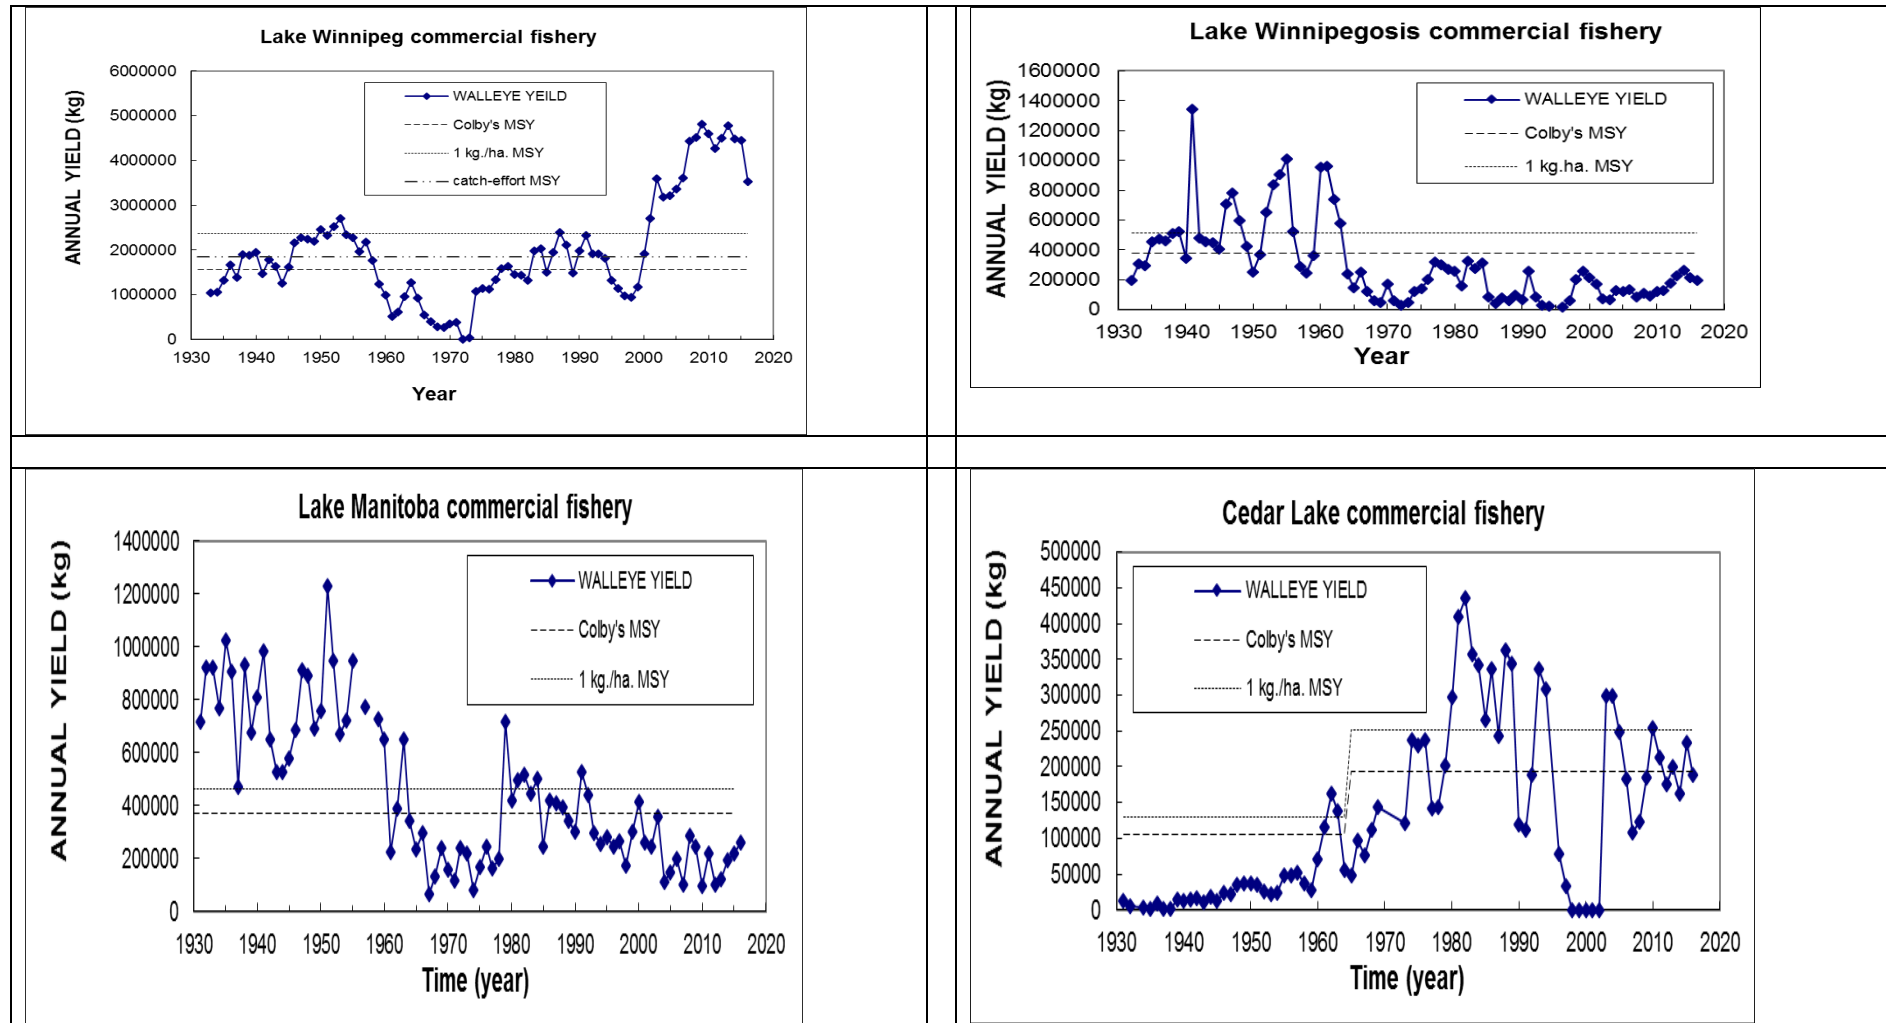 Lake Winnipeg commercial fishery
ANNUAL YIELD (kg)
6000000
5000000
4000000
3000000
2000000
1000000
0
WALLEYE YEILD
Colby's MSY
1 kg./ha. MSY
catch-effort MSY
1930 1940 1950 1960 1970 1980 1990 2000 2010 2020
Year
Lake Winnipegosis commercial fishery
ANNUAL YIELD (kg)
1600000
1400000
1200000
1000000
800000
600000
400000
200000
0
WALLEYE YIELD
Colby's MSY
1 kg.ha. MSY
1930 1940 1950 1960 1970 1980 1990 2000 2010 2020
Year
Lake Manitoba commercial fishery
ANNUAL YIELD (kg)
1400000
1200000
1000000
800000
600000
400000
200000
0
WALLEYE YIELD
Colby's MSY
1 kg./ha. MSY
1930 1940 1950 1960 1970 1980 1990 2000 2010 2020
Time (year)
Cedar Lake commercial fishery
ANNUAL YIELD (kg)
500000
450000
400000
350000
300000
250000
200000
150000
100000
50000
0
WALLEYE YIELD
Colby's MSY
1 kg./ha. MSY
1930 1940 1950 1960 1970 1980 1990 2000 2010 2020
Time (year)